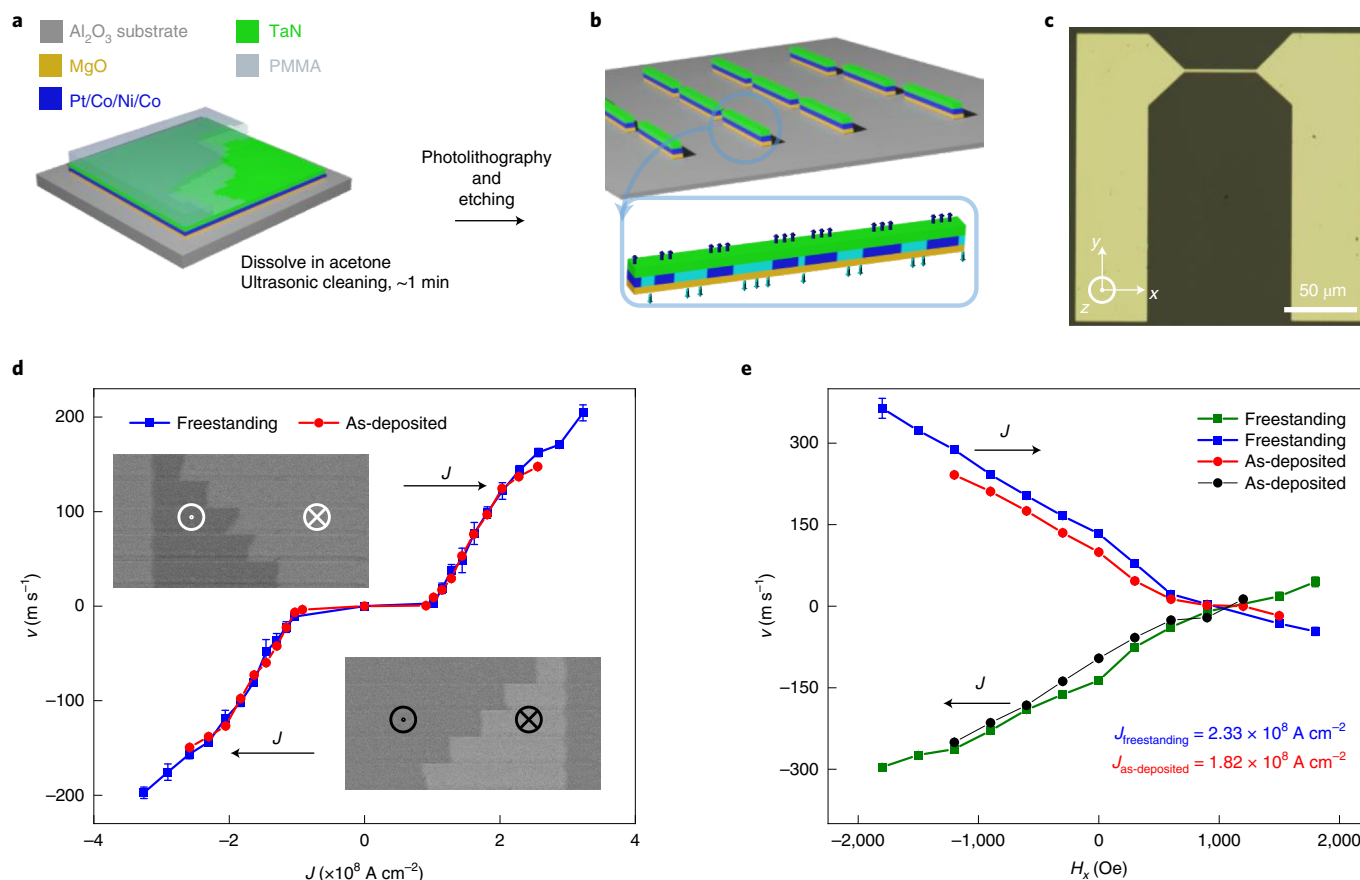 a
Al₂O₃ substrate
TaN
MgO
PMMA
Pt/Co/Ni/Co
Dissolve in acetone
Ultrasonic cleaning, ~1 min
Photolithography
and
etching
b
c
y
x
z
50 μm
d
Freestanding
As-deposited
J
J
200
100
0
–100
–200
v (m s⁻¹)
–4
–2
0
2
4
J (×10⁸ A cm⁻²)
e
Freestanding
Freestanding
As-deposited
As-deposited
J
J
J freestanding = 2.33 × 10⁸ A cm⁻²
J as-deposited = 1.82 × 10⁸ A cm⁻²
300
150
0
–150
–300
v (m s⁻¹)
–2,000
–1,000
0
1,000
2,000
Hₓ (Oe)